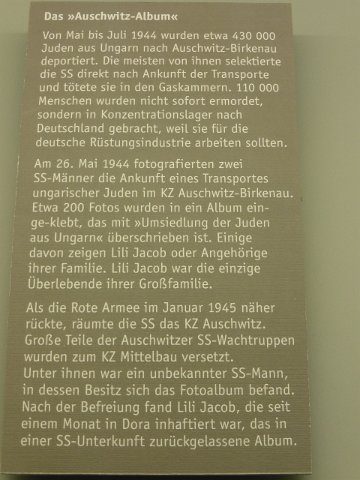 Das »Auschwitz-Album«
Von Mai bis Juli 1944 wurden etwa 430 000
Juden aus Ungarn nach Auschwitz-Birkenau
deportiert. Die meisten von ihnen selektierte
die SS direkt nach Ankunft der Transporte
und tötete sie in den Gaskammern. 110 000
Menschen wurden nicht sofort ermordet,
sondern in Konzentrationslager nach
Deutschland gebracht, weil sie für die
deutsche Rüstungsindustrie arbeiten sollten.
Am 26. Mai 1944 fotografierten zwei
SS-Männer die Ankunft eines Transportes
ungarischer Juden im KZ Auschwitz-Birkenau.
Etwa 200 Fotos wurden in ein Album ein-
ge-klebt, das mit »Umsiedlung der Juden
aus Ungarn« überschrieben ist. Einige
davon zeigen Lili Jacob oder Angehörige
ihrer Familie. Lili Jacob war die einzige
Überlebende ihrer Großfamilie.
Als die Rote Armee im Januar 1945 näher
rückte, räumte die SS das KZ Auschwitz.
Große Teile der Auschwitzer SS-Wachtruppen
wurden zum KZ Mittelbau versetzt.
Unter ihnen war ein unbekannter SS-Mann,
in dessen Besitz sich das Fotoalbum befand.
Nach der Befreiung fand Lili Jacob, die seit
einem Monat in Dora inhaftiert war, das in
einer SS-Unterkunft zurückgelassene Album.